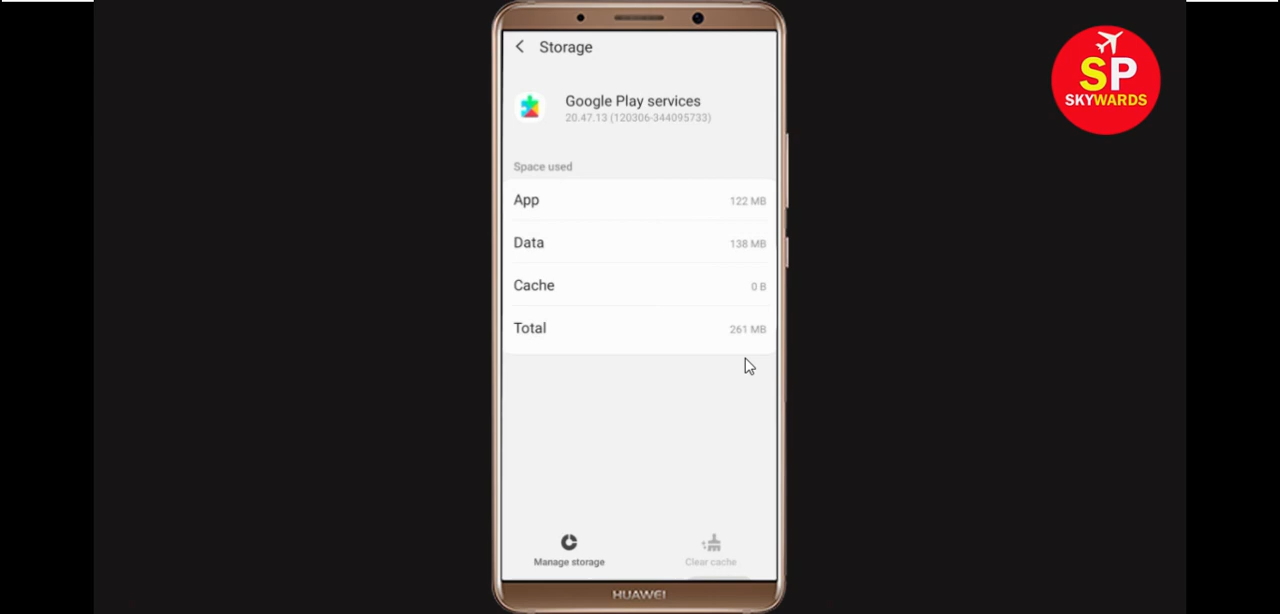 Storage
Google Play services
20.47.13 (120306-344095733)
Space used
App 122 MB
Data 138 MB
Cache 0 B
Total 261 MB
Manage storage
Clear cache
HUAWEI
SP
SKYWARDS